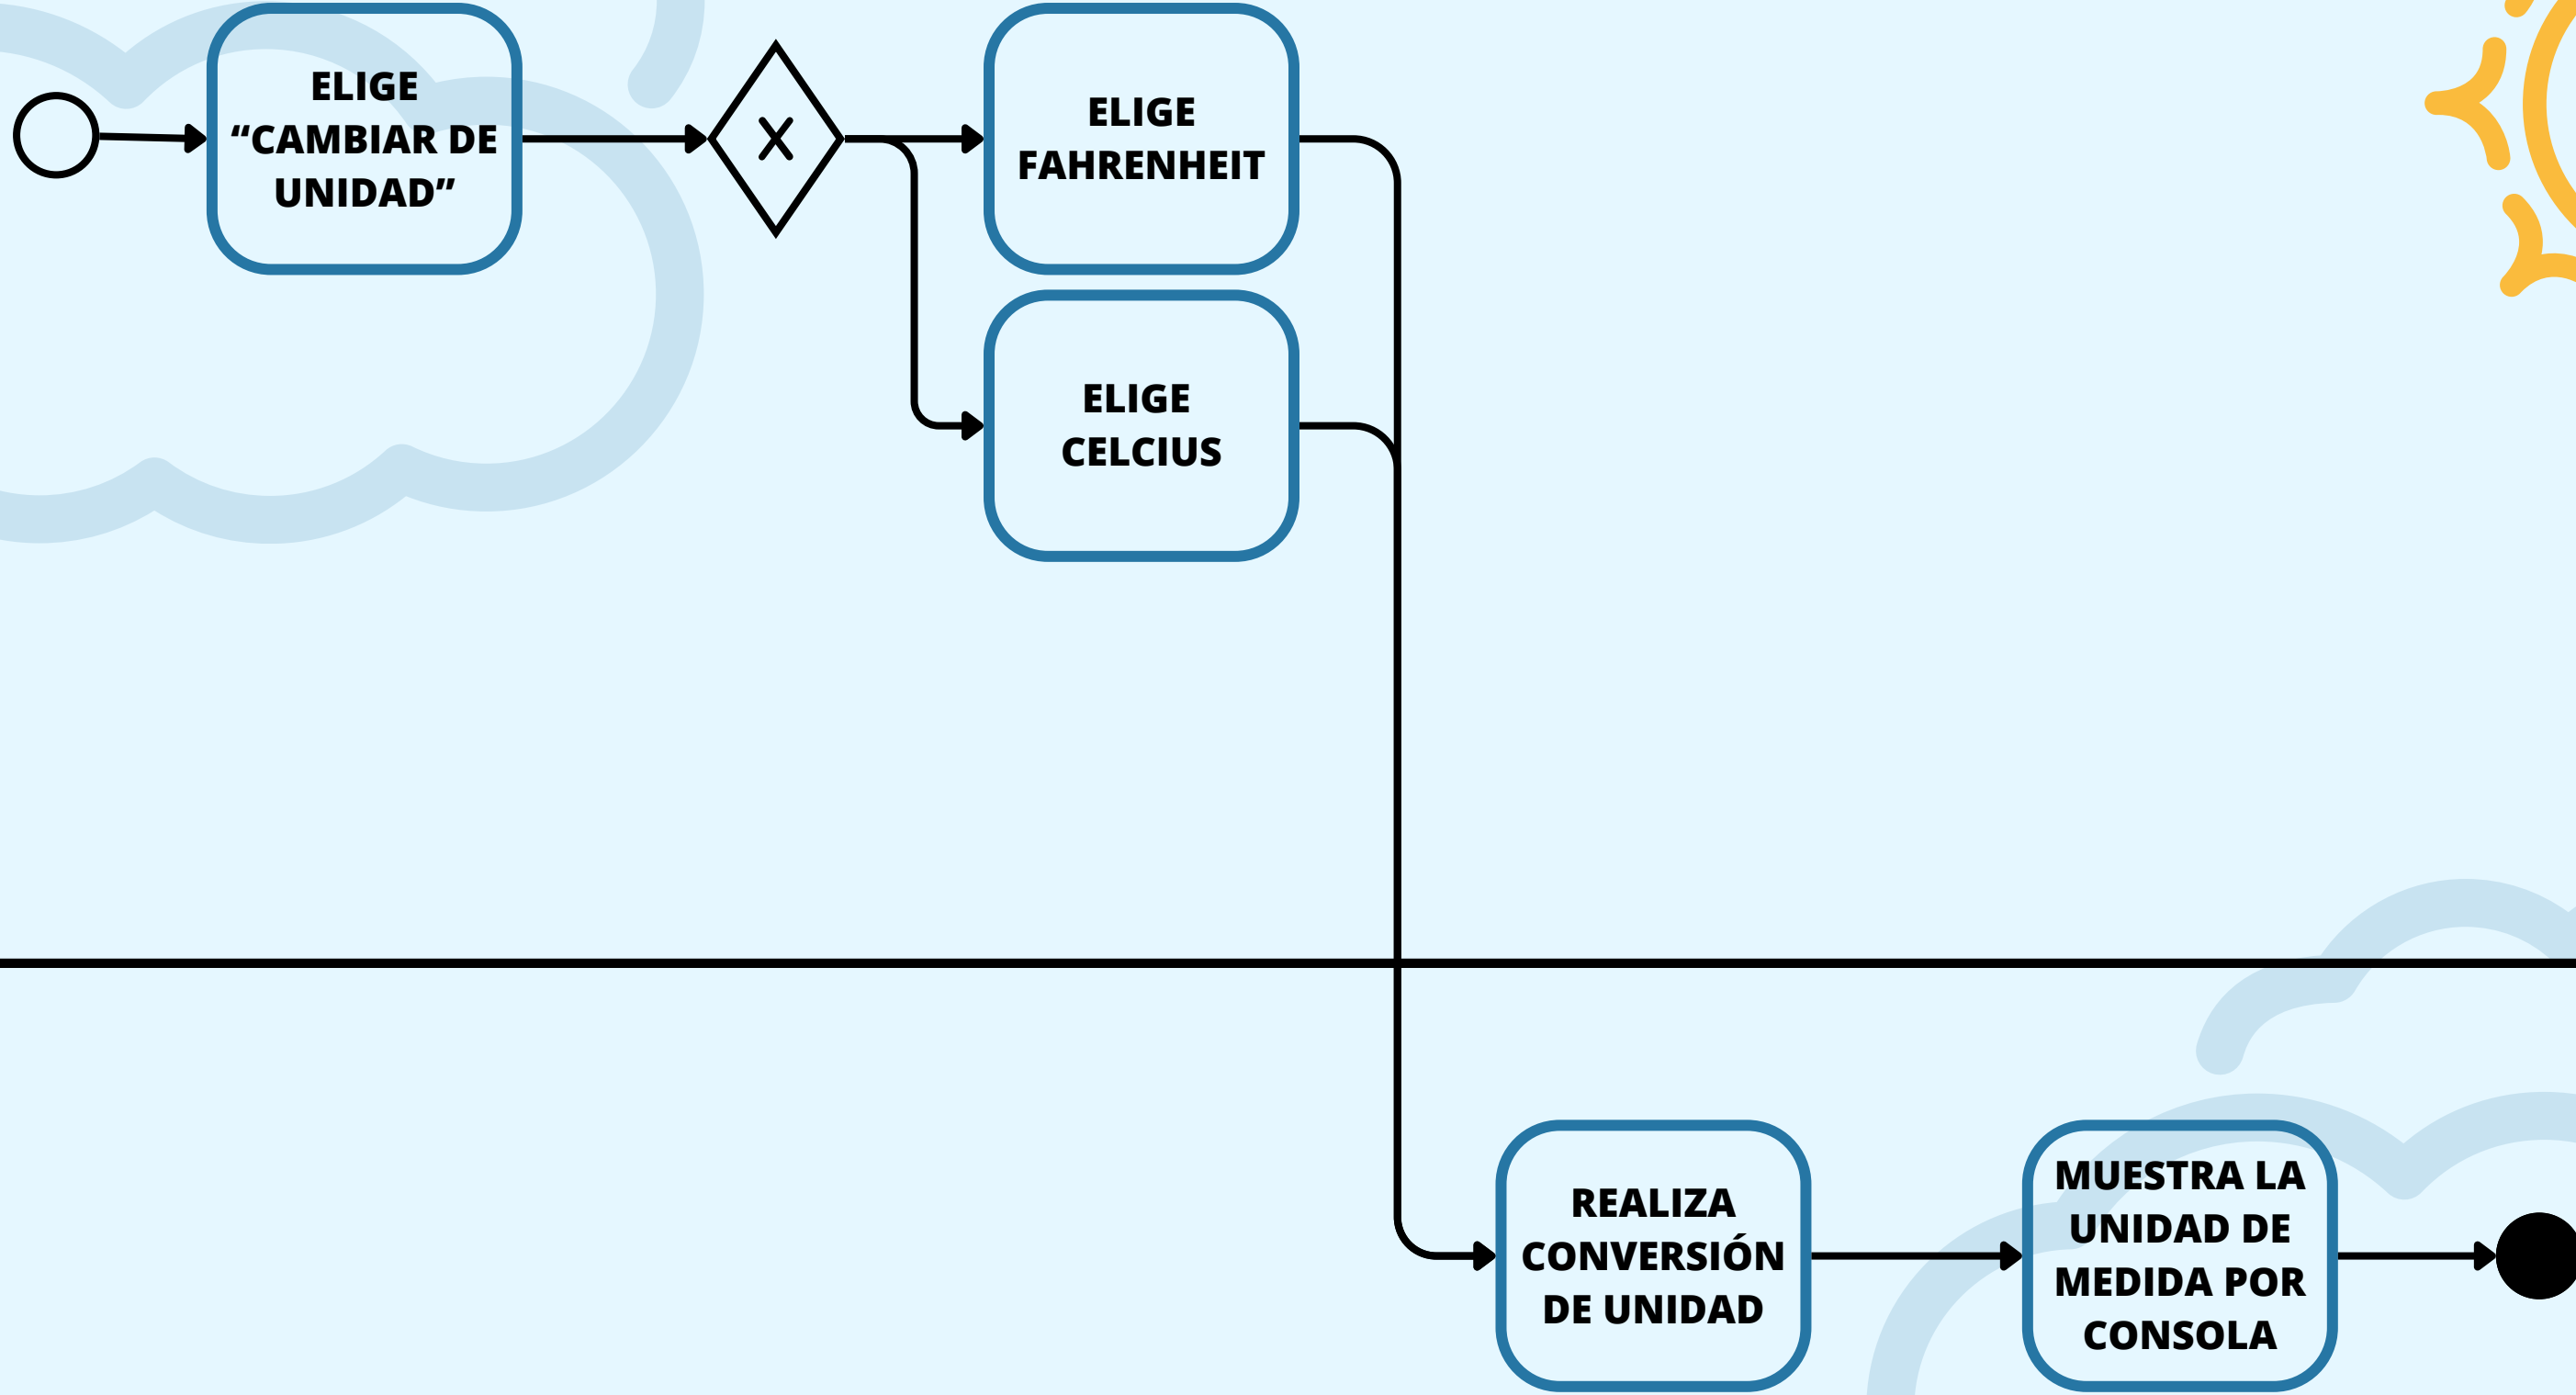 ELIGE
“CAMBIAR DE
UNIDAD”
X
ELIGE
FAHRENHEIT
ELIGE
CELCIUS
REALIZA
CONVERSIÓN
DE UNIDAD
MUESTRA LA
UNIDAD DE
MEDIDA POR
CONSOLA